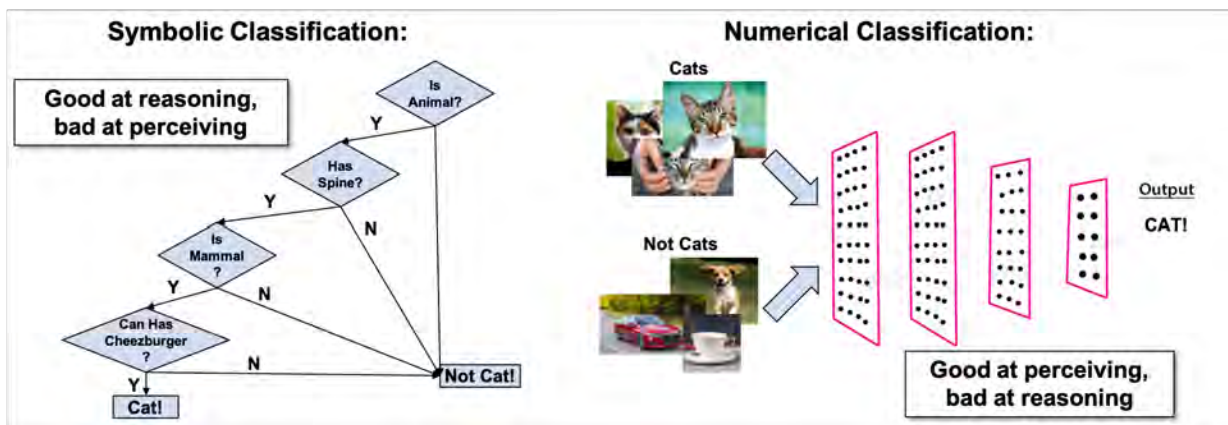 Symbolic Classification:
Good at reasoning,
bad at perceiving
Is
Animal?
Y
Has
Spine?
Y
N
Is
Mammal
?
Y
N
Can Has
Cheezburger
?
N
Y
Not Cat!
Cat!
Numerical Classification:
Cats
Not Cats
Output
CAT!
Good at perceiving,
bad at reasoning